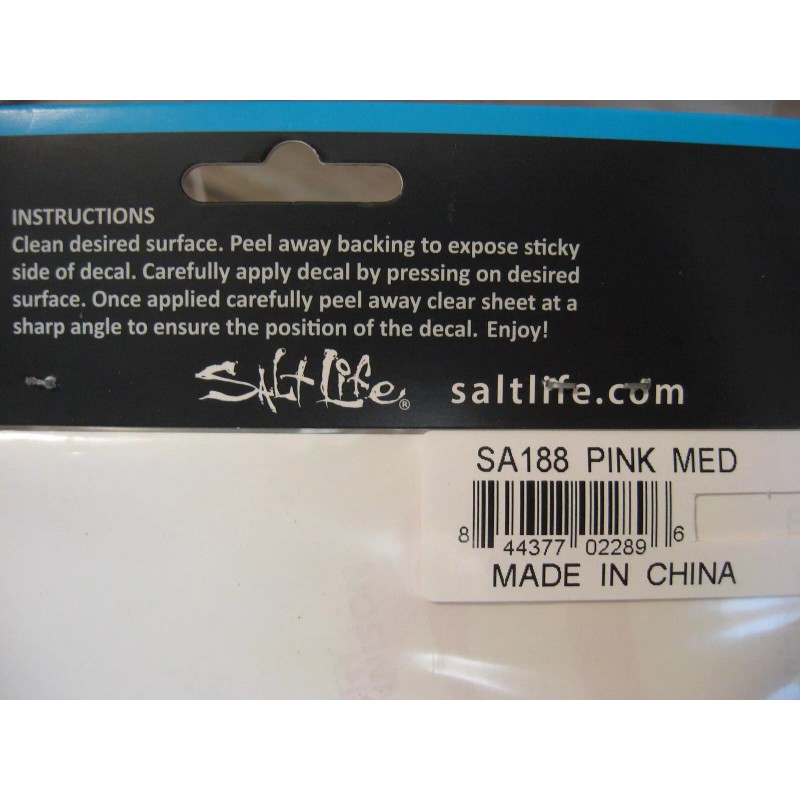 INSTRUCTIONS
Clean desired surface. Peel away backing to expose sticky
side of decal. Carefully apply decal by pressing on desired
surface. Once applied carefully peel away clear sheet at a
sharp angle to ensure the position of the decal. Enjoy!
Salt Life® saltlife.com
SA188 PINK MED
8 44377 02289 6
MADE IN CHINA